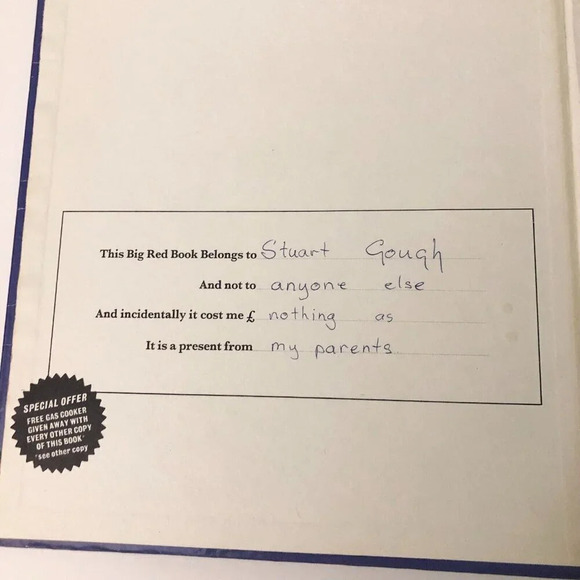 This Big Red Book Belongs to Stuart Gough
And not to anyone else
And incidentally it cost me £ nothing as
It is a present from my parents
SPECIAL OFFER
FREE GAS COOKER
GIVEN AWAY WITH
EVERY OTHER COPY
OF THIS BOOK*
*see other copy